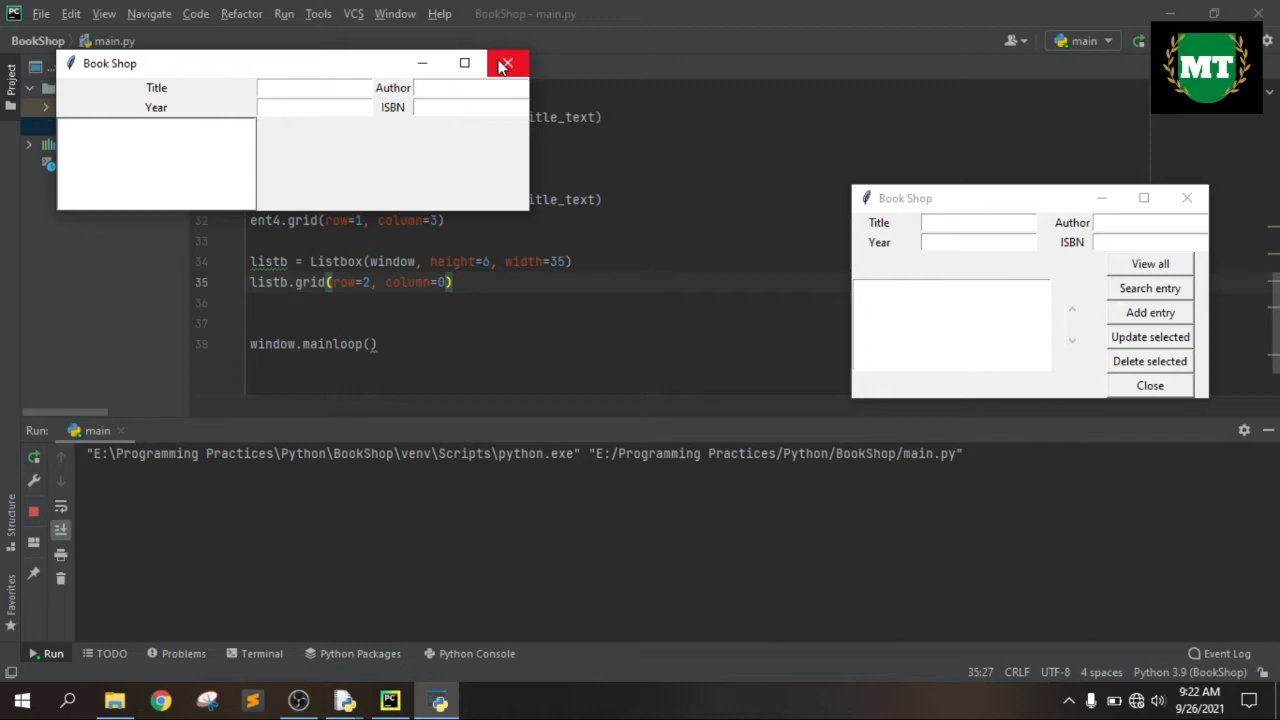 File Edit View Navigate Code Refactor Run Tools VCS Window Help BookShop - main.py
BookShop main.py main
MT
Project
Book Shop
Title Author
Year ISBN
itle_text)
itle_text)
32 ent4.grid(row=1, column=3)
33
34 listb = Listbox(window, height=6, width=35)
35 listb.grid(row=2, column=0)
36
37
38 window.mainloop()
Book Shop
Title Author
Year ISBN
View all
Search entry
Add entry
Update selected
Delete selected
Close
Run: main
"E:\Programming Practices\Python\BookShop\venv\Scripts\python.exe" "E:/Programming Practices/Python/BookShop/main.py"
Structure
Favorites
Run TODO Problems Terminal Python Packages Python Console Event Log
35:27 CRLF UTF-8 4 spaces Python 3.9 (BookShop)
9:22 AM
9/26/2021